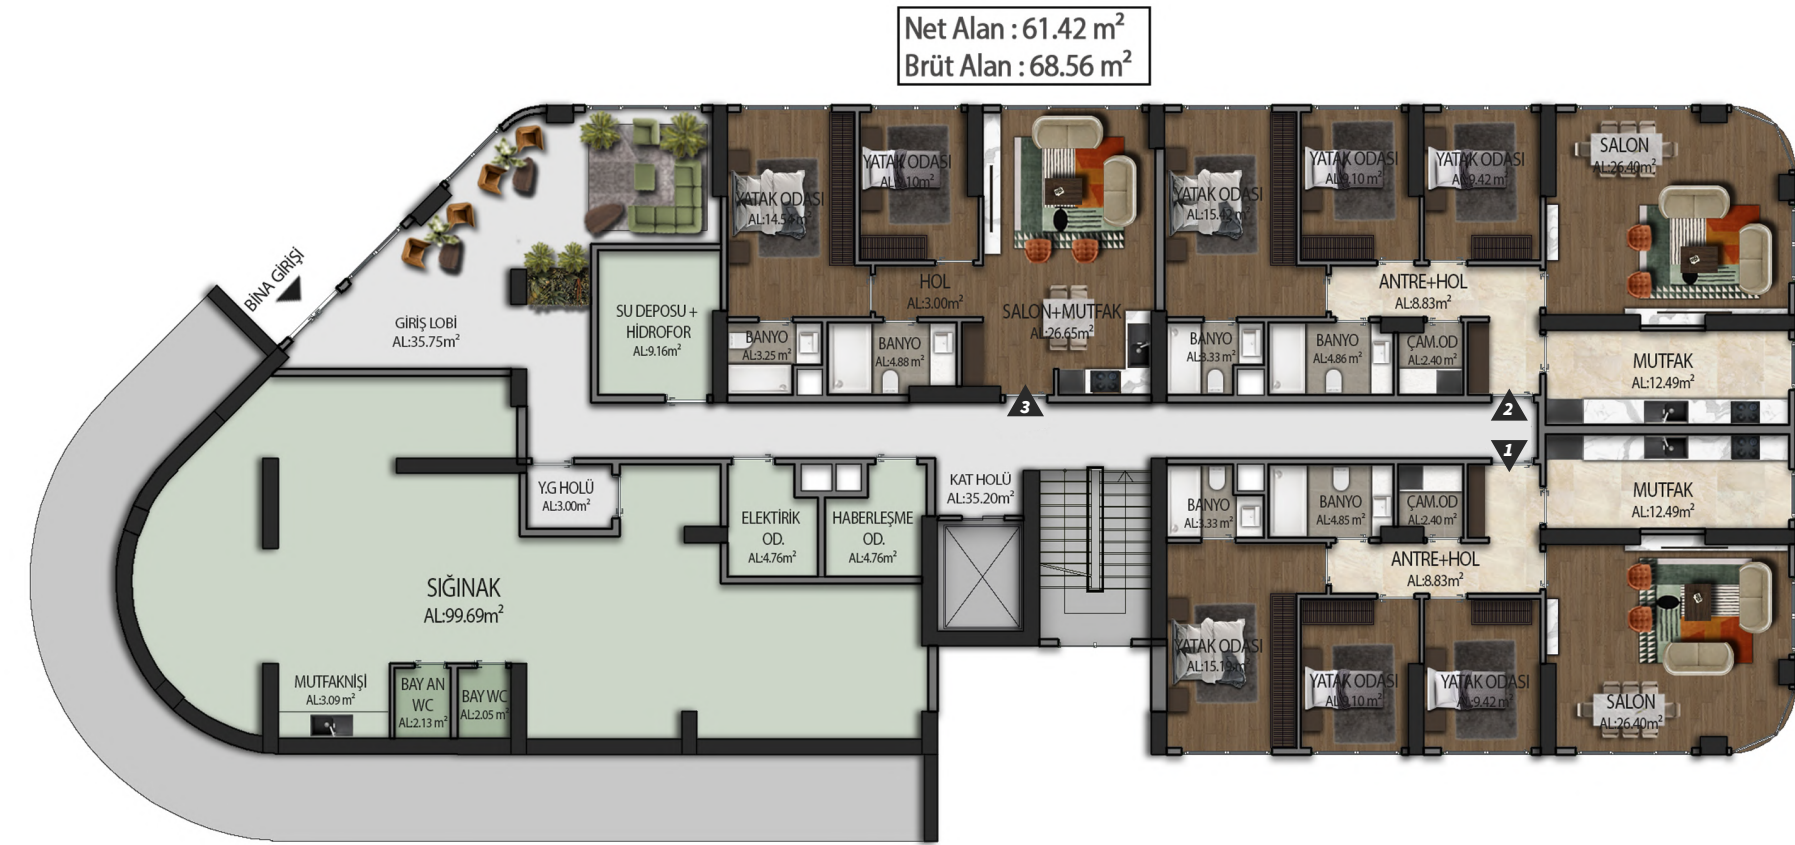 Net Alan : 61.42 m²
Brüt Alan : 68.56 m²
BİNA GİRİŞİ
GİRİŞ LOBİ
AL:35.75m²
SU DEPOSU +
HİDROFOR
AL:9.16m²
YATAK ODASI
AL:14.54m²
YATAK ODASI
AL:9.10m²
HOL
AL:3.00m²
SALON+MUTFAK
AL:26.65m²
BANYO
AL:3.25 m²
BANYO
AL:4.88 m²
3
YATAK ODASI
AL:15.42m²
YATAK ODASI
AL:9.10 m²
YATAK ODASI
AL:9.42 m²
SALON
AL:26.40m²
ANTRE+HOL
AL:8.83m²
BANYO
AL:3.33 m²
BANYO
AL:4.86 m²
ÇAM.OD
AL:2.40 m²
MUTFAK
AL:12.49m²
2
1
MUTFAK
AL:12.49m²
BANYO
AL:3.33 m²
BANYO
AL:4.85 m²
ÇAM.OD
AL:2.40 m²
ANTRE+HOL
AL:8.83m²
YATAK ODASI
AL:15.19m²
YATAK ODASI
AL:9.10 m²
YATAK ODASI
AL:9.42 m²
SALON
AL:26.40m²
Y.G HOLÜ
AL:3.00m²
ELEKTİRİK
OD.
AL:4.76m²
HABERLEŞME
OD.
AL:4.76m²
KAT HOLÜ
AL:35.20m²
SIĞINAK
AL:99.69m²
MUTFAKNİŞİ
AL:3.09 m²
BAY AN
WC
AL:2.13 m²
BAY WC
AL:2.05 m²